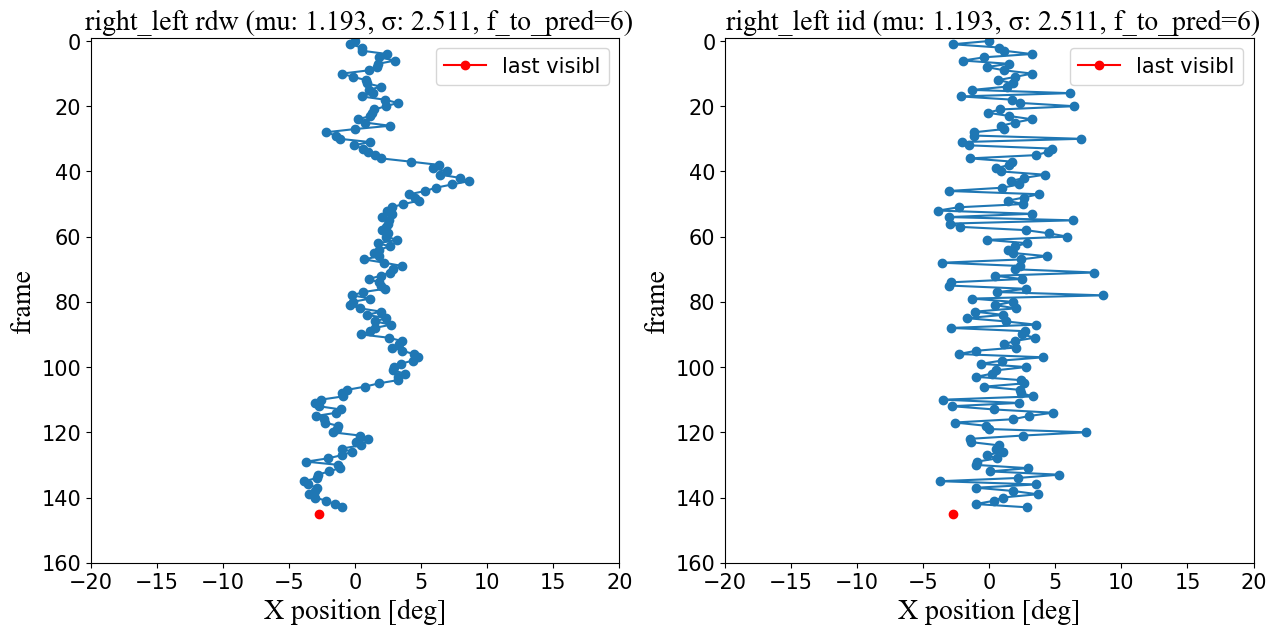 right_left rdw (mu: 1.193, σ: 2.511, f_to_pred=6)
last visibl
0
20
40
60
80
100
120
140
160
frame
−20 −15 −10 −5 0 5 10 15 20
X position [deg]
right_left iid (mu: 1.193, σ: 2.511, f_to_pred=6)
last visibl
0
20
40
60
80
100
120
140
160
frame
−20 −15 −10 −5 0 5 10 15 20
X position [deg]